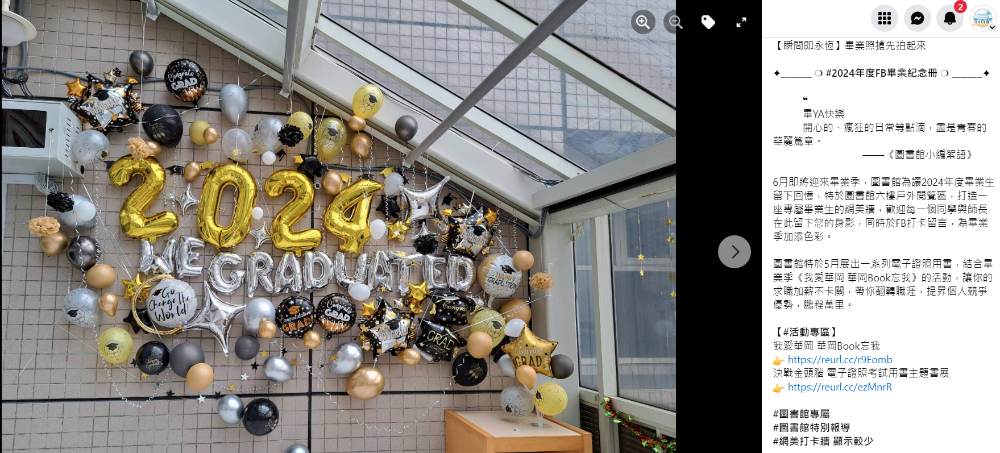 2024
WE
GRADUATED
Congrats
GRAD
CONGRATS
CONGRATS
HAPPY
GRADUATION!
Go
Change The
World!
Congratulations
GRAD!
Congrats
GRAD
CONGRATS
Congrats
GRAD
Congrats
GRAD
2
【瞬間即永恆】畢業照搶先拍起來
✦______ ❍ #2024年度FB畢業紀念冊 ❍ ______✦
❝
畢YA快樂
開心的、瘋狂的日常等點滴，盡是青春的
華麗篇章。
——《圖書館小編絮語》
6月即將迎來畢業季，圖書館為讓2024年度畢業生
留下回憶，特於圖書館六樓戶外閱覽區，打造一
座專屬畢業生的網美牆，歡迎每一個同學與師長
在此留下您的身影，同時於FB打卡留言，為畢業
季加添色彩。
圖書館特於5月展出一系列電子證照用書，結合畢
業季《我愛華岡 華岡Book忘我》的活動，讓你的
求職加薪不卡關，帶你翻轉職涯，提昇個人競爭
優勢，鵬程萬里。
【#活動專區】
我愛華岡 華岡Book忘我
👉 https://reurl.cc/r9Eomb
決戰金頭腦 電子證照考試用書主題書展
👉 https://reurl.cc/ezMnrR
#圖書館專屬
#圖書館特別報導
#網美打卡牆 顯示較少